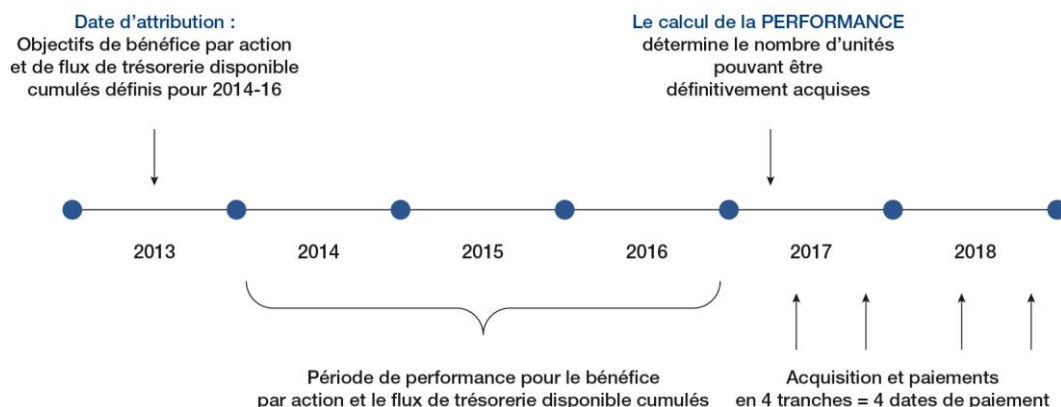 Date d’attribution :
Objectifs de bénéfice par action
et de flux de trésorerie disponible
cumulés définis pour 2014-16
Le calcul de la PERFORMANCE
détermine le nombre d’unités
pouvant être
définitivement acquises
2013
2014
2015
2016
2017
2018
Période de performance pour le bénéfice
par action et le flux de trésorerie disponible cumulés
Acquisition et paiements
en 4 tranches = 4 dates de paiement